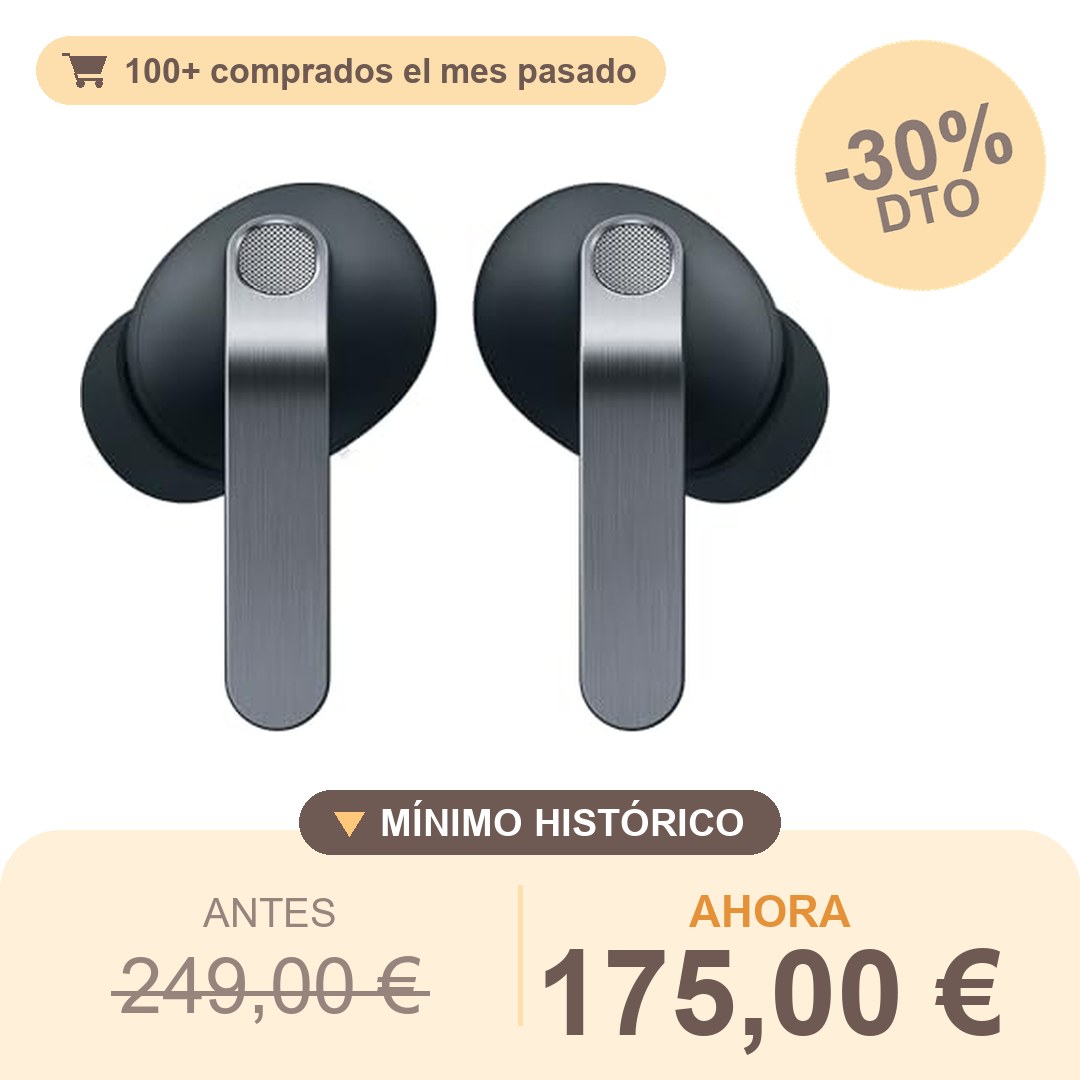 100+ comprados el mes pasado
-30%
DTO
MÍNIMO HISTÓRICO
ANTES
249,00 €
AHORA
175,00 €